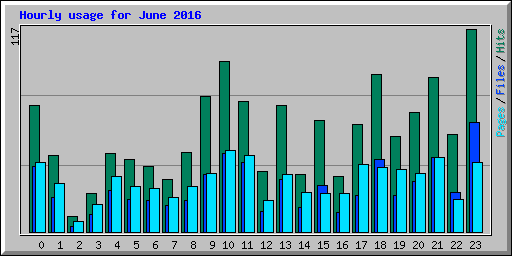 Hourly usage for June 2016
117
Pages/Files/Hits
0 1 2 3 4 5 6 7 8 9 10 11 12 13 14 15 16 17 18 19 20 21 22 23